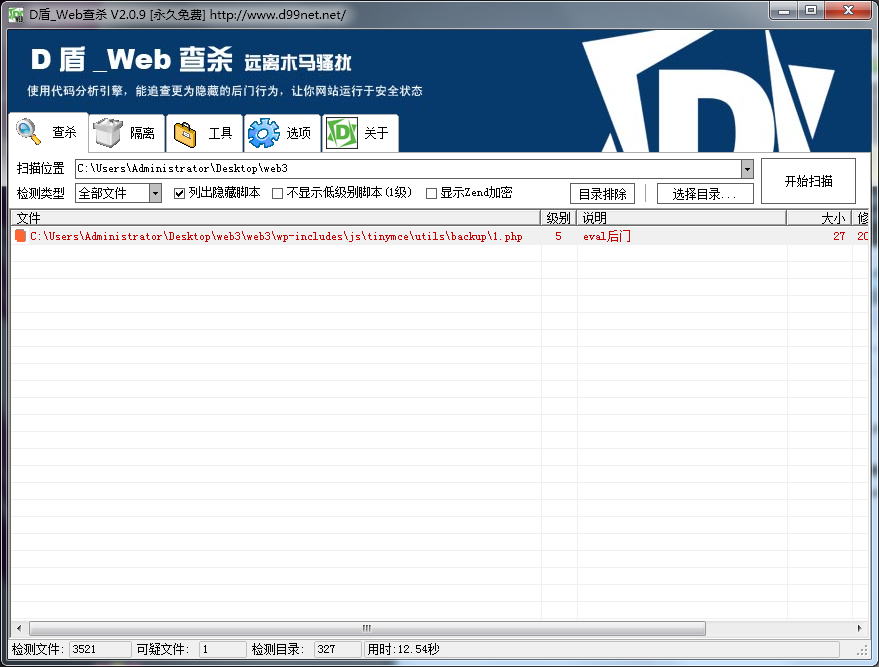 D盾_Web查杀 V2.0.9 [永久免费] http://www.d99net.net/
D 盾 _Web 查杀 远离木马骚扰
使用代码分析引擎，能追查更为隐藏的后门行为，让你网站运行于安全状态
查杀 隔离 工具 选项 关于
扫描位置 C:\Users\Administrator\Desktop\web3 开始扫描
检测类型 全部文件 列出隐藏脚本 不显示低级别脚本(1级) 显示Zend加密 目录排除 选择目录...
文件 级别 说明 大小 修
C:\Users\Administrator\Desktop\web3\web3\wp-includes\js\tinymce\utils\backup\1.php 5 eval后门 27 20
检测文件: 3521 可疑文件: 1 检测目录: 327 用时:12.54秒